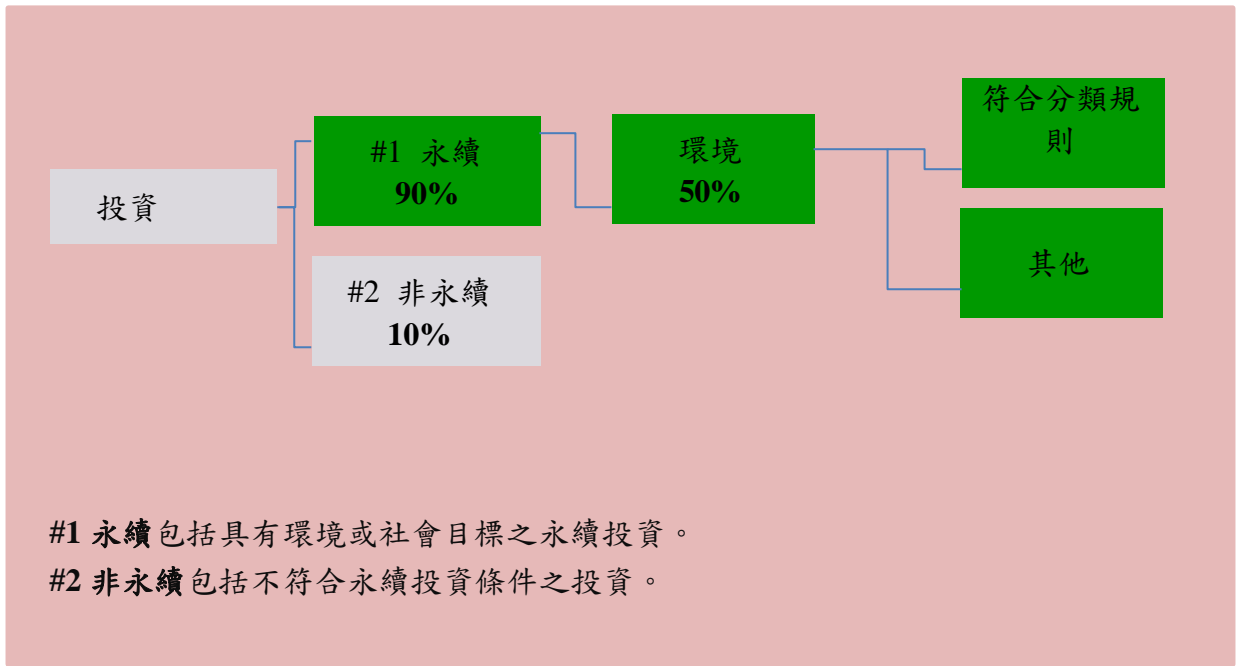 投資
#1 永續
90%
#2 非永續
10%
環境
50%
符合分類規
則
其他
#1 永續包括具有環境或社會目標之永續投資。
#2 非永續包括不符合永續投資條件之投資。